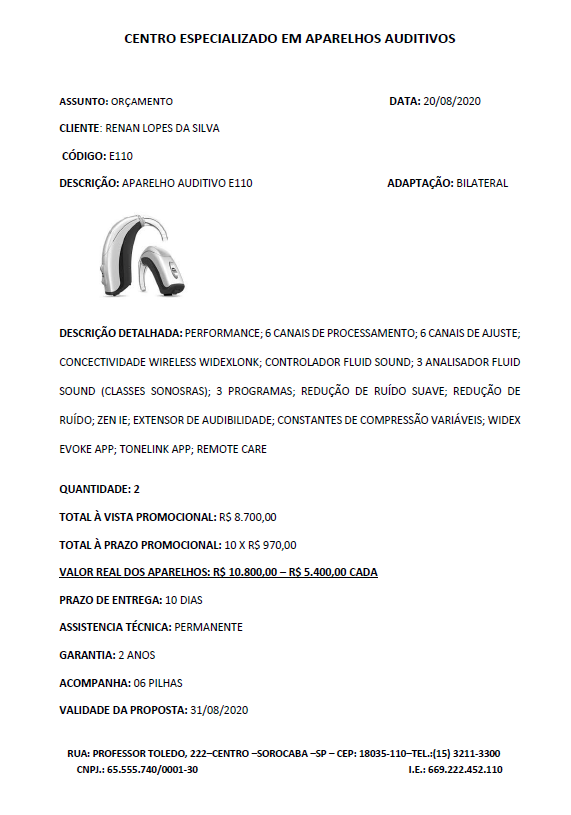 CENTRO ESPECIALIZADO EM APARELHOS AUDITIVOS
ASSUNTO: ORÇAMENTO DATA: 20/08/2020
CLIENTE: RENAN LOPES DA SILVA
CÓDIGO: E110
DESCRIÇÃO: APARELHO AUDITIVO E110 ADAPTAÇÃO: BILATERAL
DESCRIÇÃO DETALHADA: PERFORMANCE; 6 CANAIS DE PROCESSAMENTO; 6 CANAIS DE AJUSTE;
CONCECTIVIDADE WIRELESS WIDEXLONK; CONTROLADOR FLUID SOUND; 3 ANALISADOR FLUID
SOUND (CLASSES SONOSRAS); 3 PROGRAMAS; REDUÇÃO DE RUÍDO SUAVE; REDUÇÃO DE
RUÍDO; ZEN IE; EXTENSOR DE AUDIBILIDADE; CONSTANTES DE COMPRESSÃO VARIÁVEIS; WIDEX
EVOKE APP; TONELINK APP; REMOTE CARE
QUANTIDADE: 2
TOTAL À VISTA PROMOCIONAL: R$ 8.700,00
TOTAL À PRAZO PROMOCIONAL: 10 X R$ 970,00
VALOR REAL DOS APARELHOS: R$ 10.800,00 – R$ 5.400,00 CADA
PRAZO DE ENTREGA: 10 DIAS
ASSISTENCIA TÉCNICA: PERMANENTE
GARANTIA: 2 ANOS
ACOMPANHA: 06 PILHAS
VALIDADE DA PROPOSTA: 31/08/2020
RUA: PROFESSOR TOLEDO, 222–CENTRO –SOROCABA –SP – CEP: 18035-110–TEL.:(15) 3211-3300
CNPJ.: 65.555.740/0001-30 I.E.: 669.222.452.110